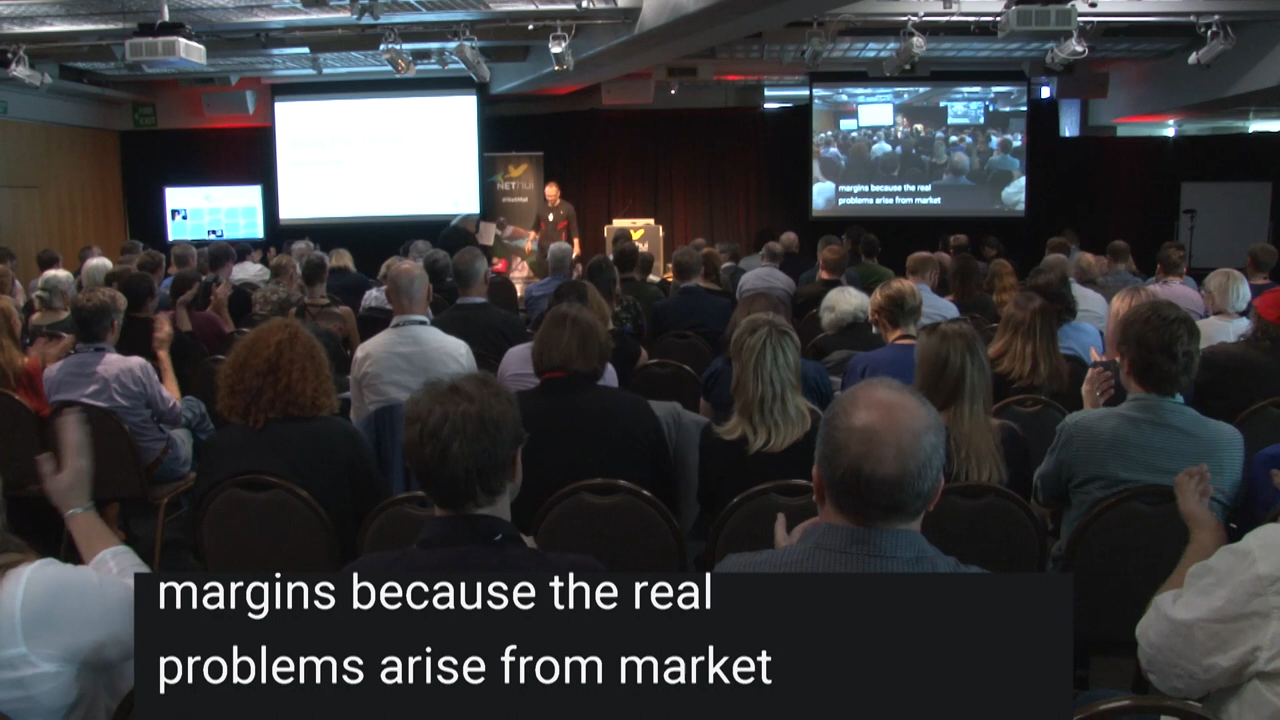 NETHui
margins because the real
problems arise from market
margins because the real
problems arise from market